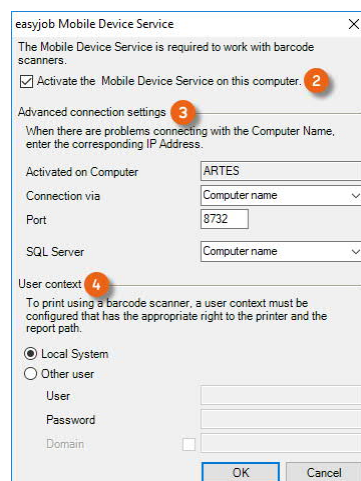 easyjob Mobile Device Service
The Mobile Device Service is required to work with barcode
scanners.
Activate the Mobile Device Service on this computer. 2
Advanced connection settings 3
When there are problems connecting with the Computer Name,
enter the corresponding IP Address.
Activated on Computer ARTES
Connection via Computer name
Port 8732
SQL Server Computer name
User context 4
To print using a barcode scanner, a user context must be
configured that has the appropriate right to the printer and the
report path.
Local System
Other user
User
Password
Domain
OK Cancel